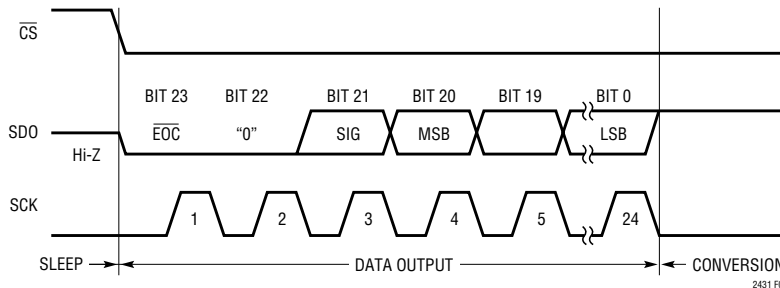 CS
BIT 23 BIT 22 BIT 21 BIT 20 BIT 19 BIT 0
SDO EOC “0” SIG MSB LSB
Hi-Z
SCK 1 2 3 4 5 24
SLEEP DATA OUTPUT CONVERSION
2431